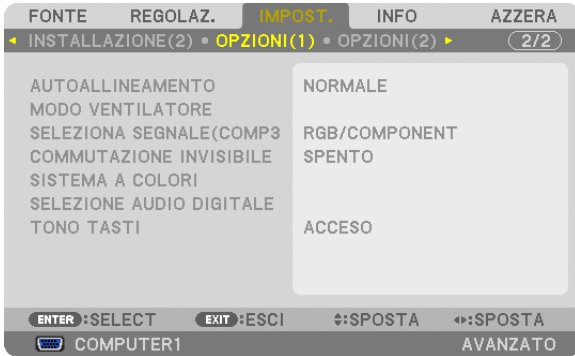 FONTE REGOLAZ. IMPOST. INFO AZZERA
INSTALLAZIONE(2) • OPZIONI(1) • OPZIONI(2) 2/2
AUTOALLINEAMENTO NORMALE
MODO VENTILATORE
SELEZIONA SEGNALE(COMP3 RGB/COMPONENT
COMMUTAZIONE INVISIBILE SPENTO
SISTEMA A COLORI
SELEZIONE AUDIO DIGITALE
TONO TASTI ACCESO
ENTER:SELECT EXIT:ESCI :SPOSTA :SPOSTA
COMPUTER1 AVANZATO